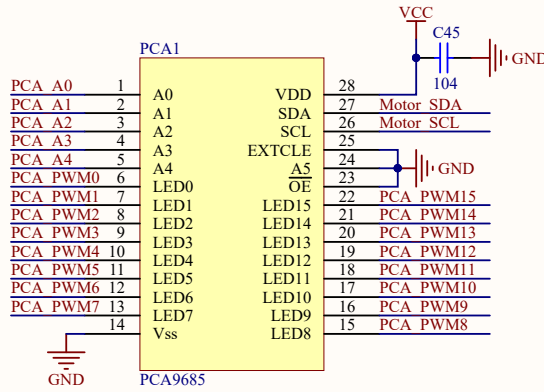 VCC
C45
PCA1
GND
104
PCA_A0 1 A0 VDD 28
PCA_A1 2 A1 SDA 27 Motor_SDA
PCA_A2 3 A2 SCL 26 Motor_SCL
PCA_A3 4 A3 EXTCLE 25
PCA_A4 5 A4 A5 24 GND
PCA_PWM0 6 LED0 OE 23
PCA_PWM1 7 LED1 LED15 22 PCA_PWM15
PCA_PWM2 8 LED2 LED14 21 PCA_PWM14
PCA_PWM3 9 LED3 LED13 20 PCA_PWM13
PCA_PWM4 10 LED4 LED12 19 PCA_PWM12
PCA_PWM5 11 LED5 LED11 18 PCA_PWM11
PCA_PWM6 12 LED6 LED10 17 PCA_PWM10
PCA_PWM7 13 LED7 LED9 16 PCA_PWM9
14 Vss LED8 15 PCA_PWM8
GND
PCA9685